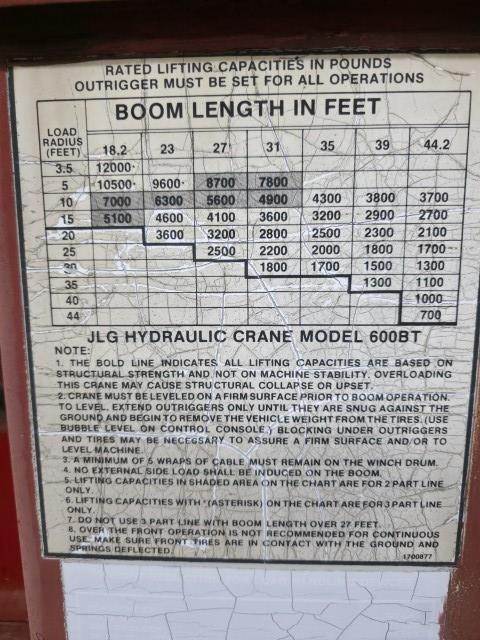 RATED LIFTING CAPACITIES IN POUNDS
OUTRIGGER MUST BE SET FOR ALL OPERATIONS
BOOM LENGTH IN FEET
LOAD
RADIUS
(FEET) 18.2 23 27 31 35 39 44.2
3.5 12000*
5 10500* 9600* 8700 7800
10 7000 6300 5600 4900 4300 3800 3700
15 5100 4600 4100 3600 3200 2900 2700
20 3600 3200 2800 2500 2300 2100
25 2500 2200 2000 1800 1700
30 1800 1700 1500 1300
35 1300 1100
40 1000
44 700
JLG HYDRAULIC CRANE MODEL 600BT
NOTE:
1. THE BOLD LINE INDICATES ALL LIFTING CAPACITIES ARE BASED ON
STRUCTURAL STRENGTH AND NOT ON MACHINE STABILITY. OVERLOADING
THIS CRANE MAY CAUSE STRUCTURAL COLLAPSE OR UPSET.
2. CRANE MUST BE LEVELED ON A FIRM SURFACE PRIOR TO BOOM OPERATION.
TO LEVEL, EXTEND OUTRIGGERS ONLY UNTIL THEY ARE SNUG AGAINST THE
GROUND AND BEGIN TO REMOVE THE VEHICLE WEIGHT FROM THE TIRES. (USE
BUBBLE LEVEL ON CONTROL CONSOLE.) BLOCKING UNDER OUTRIGGERS
AND TIRES MAY BE NECESSARY TO ASSURE A FIRM SURFACE AND/OR TO
LEVEL MACHINE.
3. A MINIMUM OF 5 WRAPS OF CABLE MUST REMAIN ON THE WINCH DRUM.
4. NO EXTERNAL SIDE LOAD SHALL BE INDUCED ON THE BOOM.
5. LIFTING CAPACITIES IN SHADED AREA ON THE CHART ARE FOR 2 PART LINE
ONLY.
6. LIFTING CAPACITIES WITH *(ASTERISK) ON THE CHART ARE FOR 3 PART LINE
ONLY.
7. DO NOT USE 3 PART LINE WITH BOOM LENGTH OVER 27 FEET.
8. OVER THE FRONT OPERATION IS NOT RECOMMENDED FOR CONTINUOUS
USE. MAKE SURE FRONT TIRES ARE IN CONTACT WITH THE GROUND AND
SPRINGS DEFLECTED.
1700877